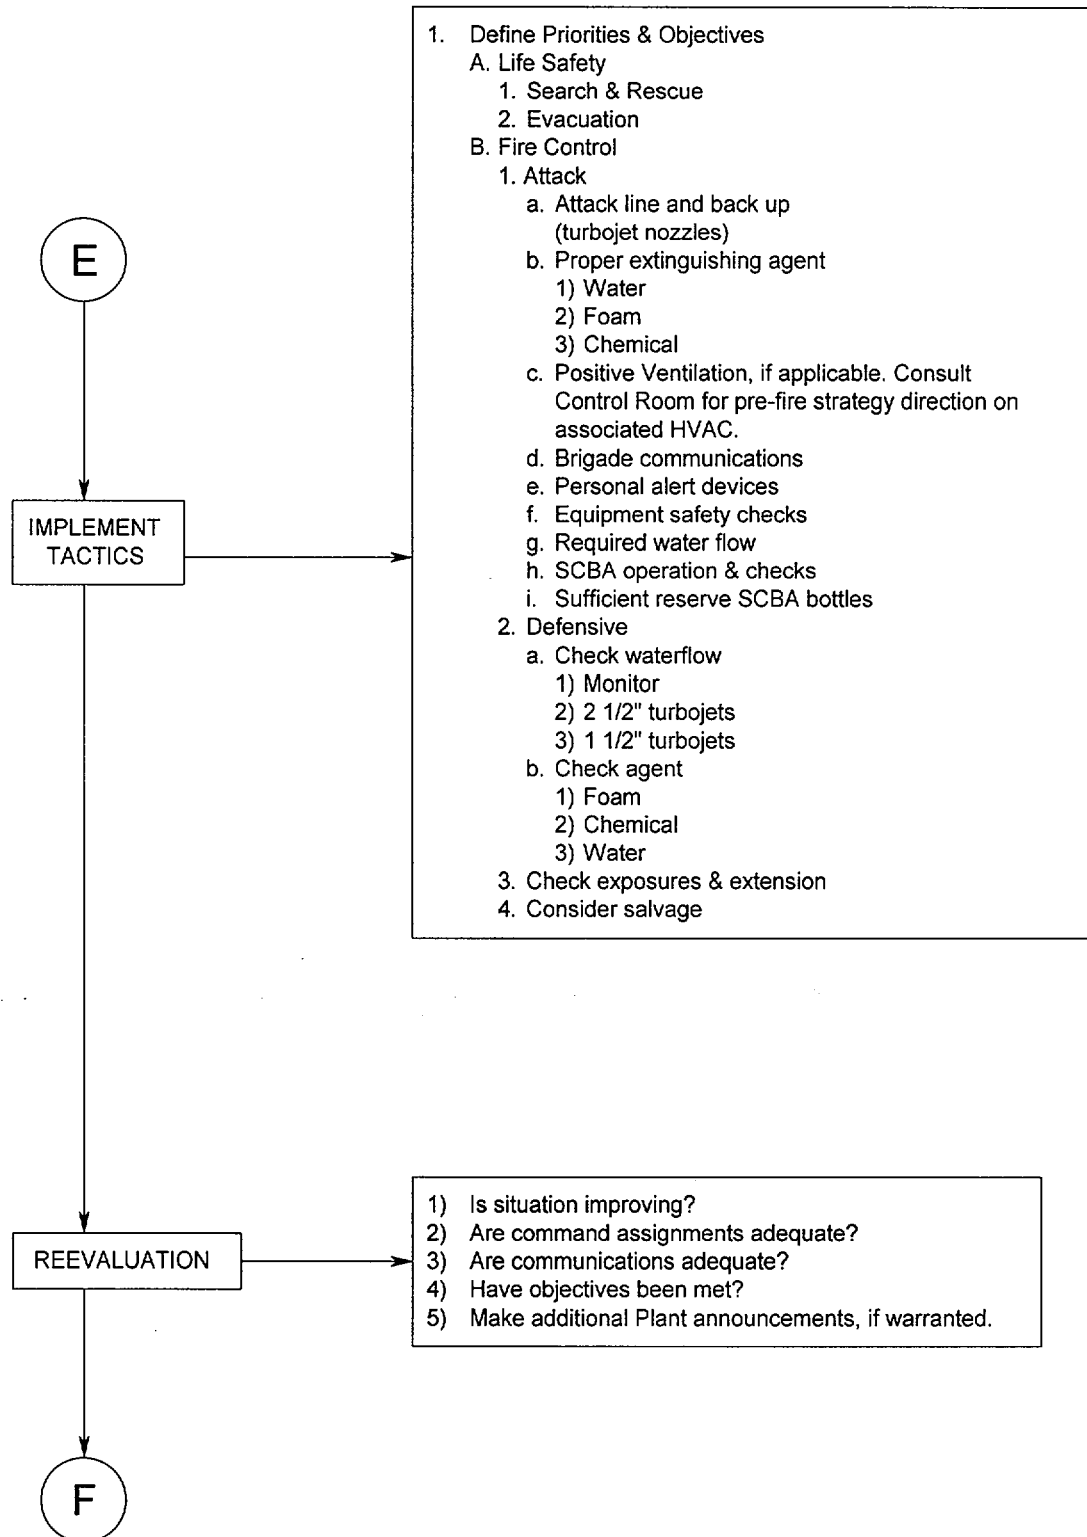 1. Define Priorities & Objectives
A. Life Safety
1. Search & Rescue
2. Evacuation
B. Fire Control
1. Attack
a. Attack line and back up
(turbojet nozzles)
b. Proper extinguishing agent
1) Water
2) Foam
3) Chemical
c. Positive Ventilation, if applicable. Consult
Control Room for pre-fire strategy direction on
associated HVAC.
d. Brigade communications
e. Personal alert devices
f. Equipment safety checks
g. Required water flow
h. SCBA operation & checks
i. Sufficient reserve SCBA bottles
2. Defensive
a. Check waterflow
1) Monitor
2) 2 1/2" turbojets
3) 1 1/2" turbojets
b. Check agent
1) Foam
2) Chemical
3) Water
3. Check exposures & extension
4. Consider salvage
E
IMPLEMENT
TACTICS
REEVALUATION
1) Is situation improving?
2) Are command assignments adequate?
3) Are communications adequate?
4) Have objectives been met?
5) Make additional Plant announcements, if warranted.
F